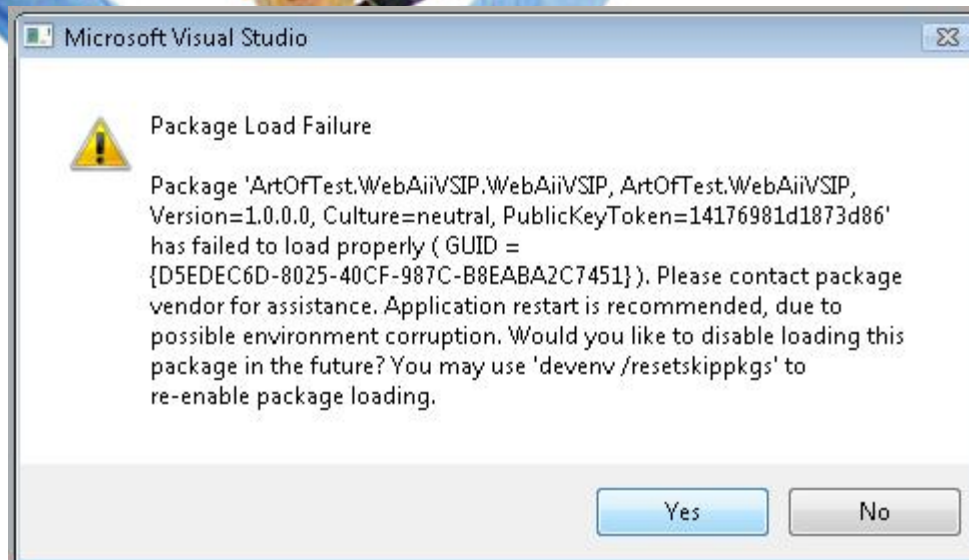 Microsoft Visual Studio
Package Load Failure
Package 'ArtOfTest.WebAiiVSIP.WebAiiVSIP, ArtOfTest.WebAiiVSIP,
Version=1.0.0.0, Culture=neutral, PublicKeyToken=14176981d1873d86'
has failed to load properly ( GUID =
{D5EDEC6D-8025-40CF-987C-B8EABA2C7451} ). Please contact package
vendor for assistance. Application restart is recommended, due to
possible environment corruption. Would you like to disable loading this
package in the future? You may use 'devenv /resetskippkgs' to
re-enable package loading.
Yes
No